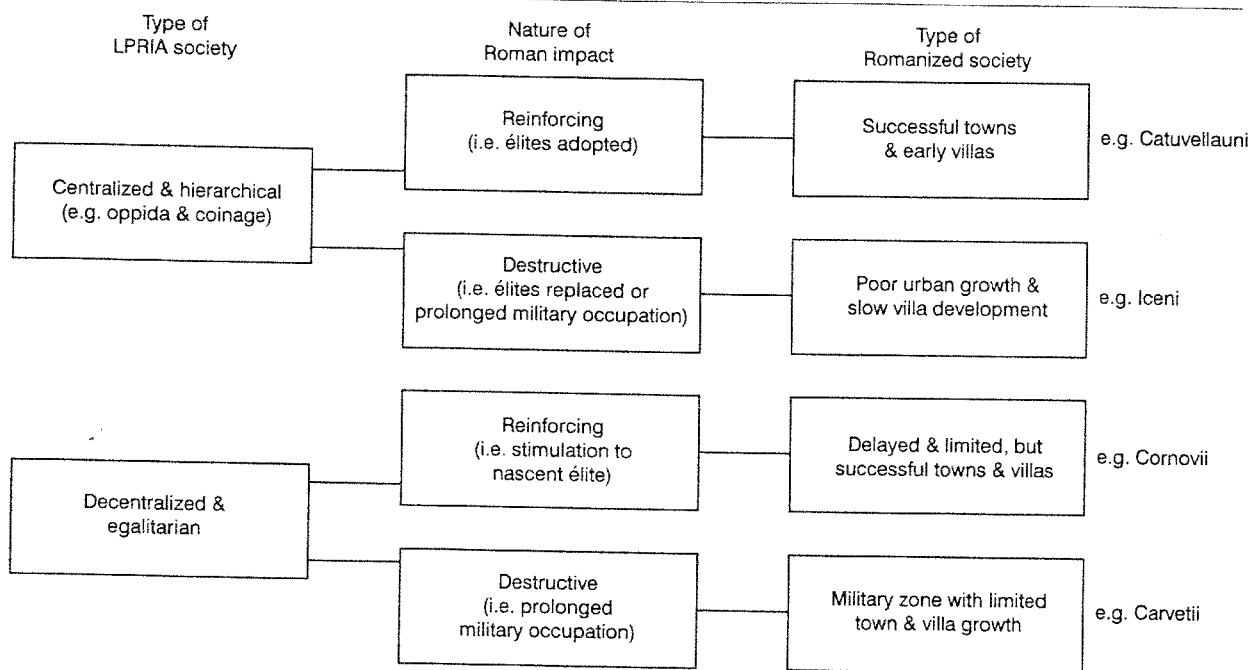 Type of
LPRIA society
Nature of
Roman impact
Type of
Romanized society
Centralized & hierarchical
(e.g. oppida & coinage)
Reinforcing
(i.e. élites adopted)
Successful towns
& early villas
e.g. Catuvellauni
Destructive
(i.e. élites replaced or
prolonged military occupation)
Poor urban growth &
slow villa development
e.g. Iceni
Decentralized &
egalitarian
Reinforcing
(i.e. stimulation to
nascent élite)
Delayed & limited, but
successful towns & villas
e.g. Cornovii
Destructive
(i.e. prolonged
military occupation)
Military zone with limited
town & villa growth
e.g. Carvetii